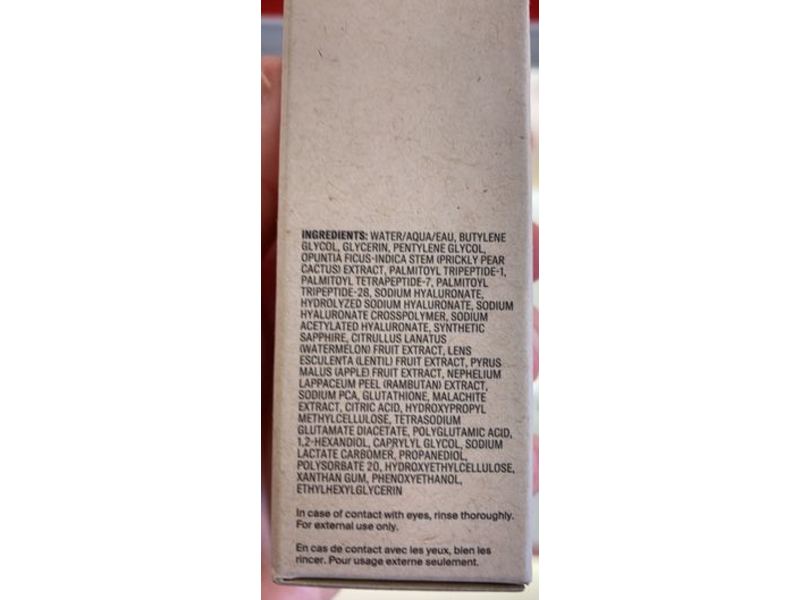 INGREDIENTS: WATER/AQUA/EAU, BUTYLENE
GLYCOL, GLYCERIN, PENTYLENE GLYCOL,
OPUNTIA FICUS-INDICA STEM (PRICKLY PEAR
CACTUS) EXTRACT, PALMITOYL TRIPEPTIDE-1,
PALMITOYL TETRAPEPTIDE-7, PALMITOYL
TRIPEPTIDE-28, SODIUM HYALURONATE,
HYDROLYZED SODIUM HYALURONATE, SODIUM
HYALURONATE CROSSPOLYMER, SODIUM
ACETYLATED HYALURONATE, SYNTHETIC
SAPPHIRE, CITRULLUS LANATUS
(WATERMELON) FRUIT EXTRACT, LENS
ESCULENTA (LENTIL) FRUIT EXTRACT, PYRUS
MALUS (APPLE) FRUIT EXTRACT, NEPHELIUM
LAPPACEUM PEEL (RAMBUTAN) EXTRACT,
SODIUM PCA, GLUTATHIONE, MALACHITE
EXTRACT, CITRIC ACID, HYDROXYPROPYL
METHYLCELLULOSE, TETRASODIUM
GLUTAMATE DIACETATE, POLYGLUTAMIC ACID,
1,2-HEXANDIOL, CAPRYLYL GLYCOL, SODIUM
LACTATE CARBOMER, PROPANEDIOL,
POLYSORBATE 20, HYDROXYETHYLCELLULOSE,
XANTHAN GUM, PHENOXYETHANOL,
ETHYLHEXYLGLYCERIN
In case of contact with eyes, rinse thoroughly.
For external use only.
En cas de contact avec les yeux, bien les
rincer. Pour usage externe seulement.